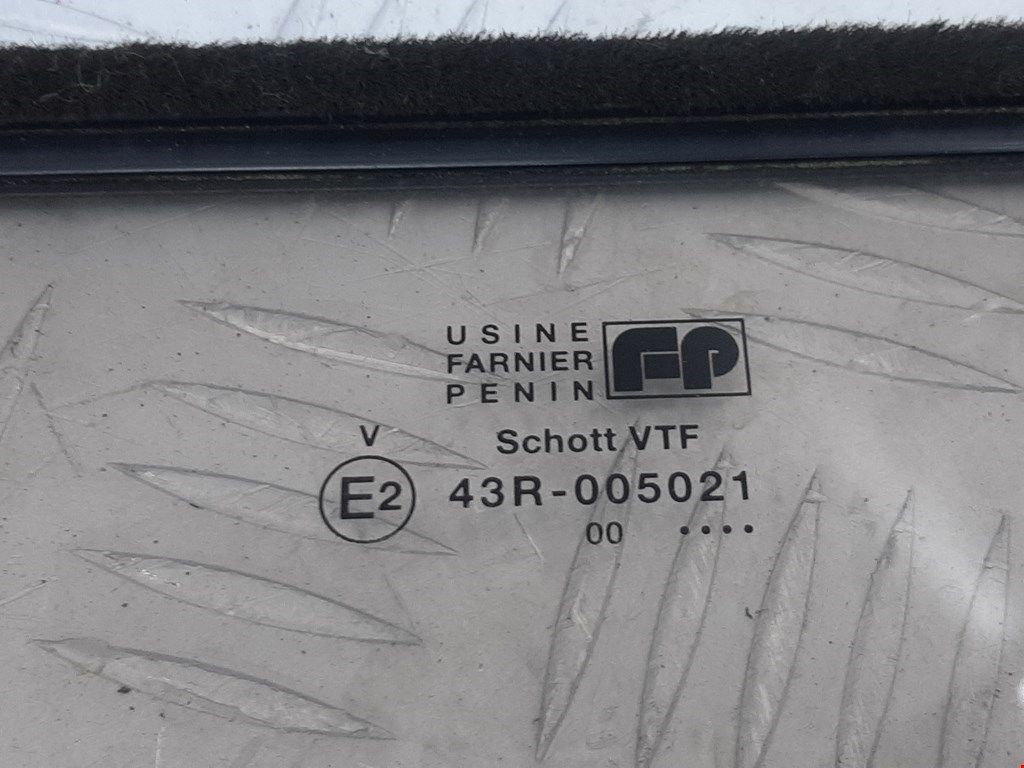 USINE
FARNIER
PENIN
FP
Schott VTF
V
E2 43R-005021
00 ••••